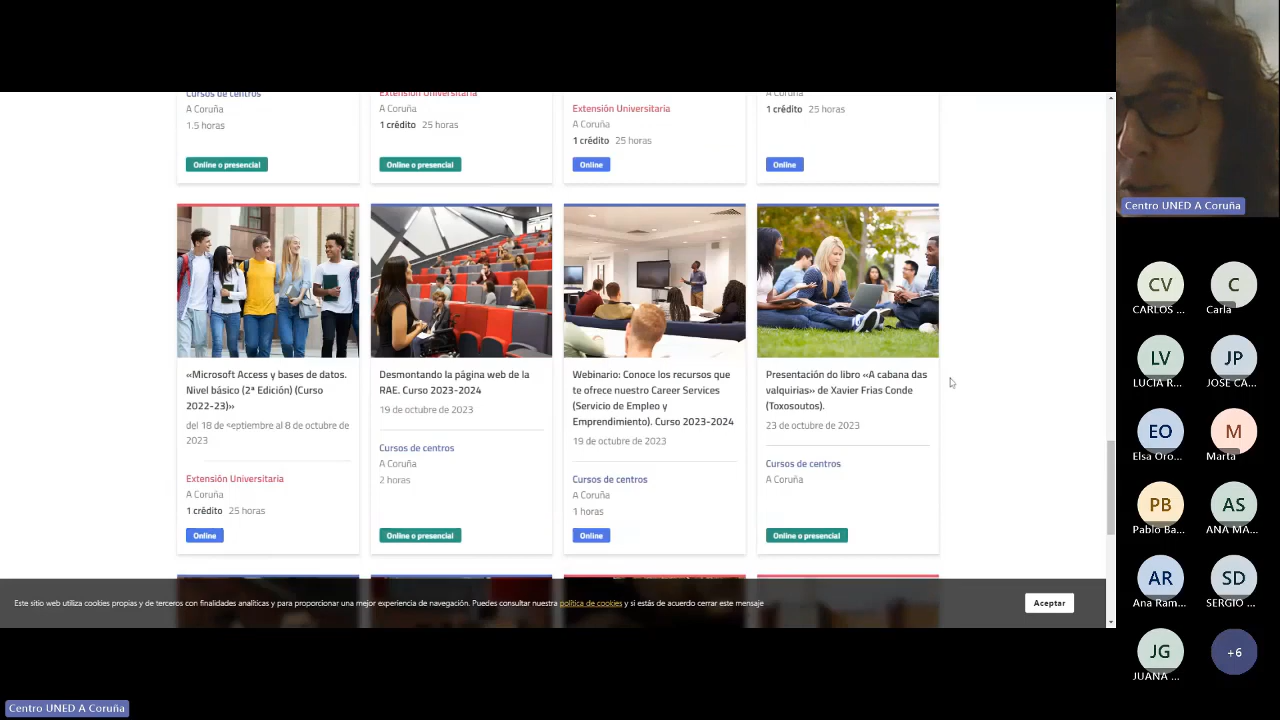 Cursos de centros
A Coruña
1.5 horas
Online o presencial
Extensión Universitaria
A Coruña
1 crédito 25 horas
Online o presencial
Extensión Universitaria
A Coruña
1 crédito 25 horas
Online
A Coruña
1 crédito 25 horas
Online
«Microsoft Access y bases de datos.
Nivel básico (2ª Edición) (Curso
2022-23)»
del 18 de septiembre al 8 de octubre de
2023
Extensión Universitaria
A Coruña
1 crédito 25 horas
Online
Desmontando la página web de la
RAE. Curso 2023-2024
19 de octubre de 2023
Cursos de centros
A Coruña
2 horas
Online o presencial
Webinario: Conoce los recursos que
te ofrece nuestro Career Services
(Servicio de Empleo y
Emprendimiento). Curso 2023-2024
19 de octubre de 2023
Cursos de centros
A Coruña
1 horas
Online
Presentación do libro «A cabana das
valquirias» de Xavier Frias Conde
(Toxosoutos).
23 de octubre de 2023
Cursos de centros
A Coruña
Online o presencial
Este sitio web utiliza cookies propias y de terceros con finalidades analíticas y para proporcionar una mejor experiencia de navegación. Puedes consultar nuestra política de cookies y si estás de acuerdo cerrar este mensaje
Aceptar
Centro UNED A Coruña
CV
CARLOS ...
C
Carla
LV
LUCIA R...
JP
JOSE CA...
EO
Elsa Oro...
M
Marta
PB
Pablo Ba...
AS
ANA MA...
AR
Ana Ram...
SD
SERGIO ...
JG
JUANA ...
+6
Centro UNED A Coruña